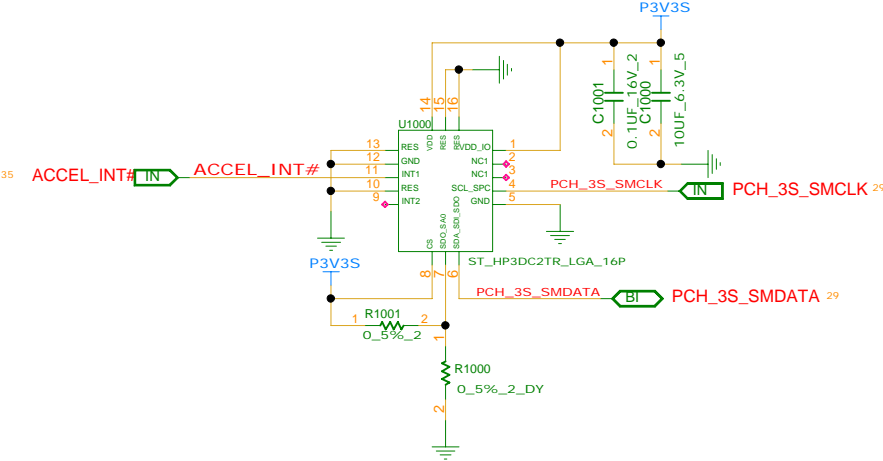 P3V3S
1
1
C1001
0.1UF_16V_2
C1000
10UF_6.3V_5
2
2
14
15
16
U1000
VDD
RES
RES
13
RES
VDD_IO
1
12
GND
NC1
2
11
INT1
NC1
3
10
RES
SCL_SPC
4
9
INT2
GND
5
CS
SDO_SA0
SDA_SDI_SDO
8
7
6
ST_HP3DC2TR_LGA_16P
35
ACCEL_INT#
IN
ACCEL_INT#
PCH_3S_SMCLK
IN
PCH_3S_SMCLK
29
P3V3S
PCH_3S_SMDATA
BI
PCH_3S_SMDATA
29
R1001
1
2
0_5%_2
1
R1000
0_5%_2_DY
2